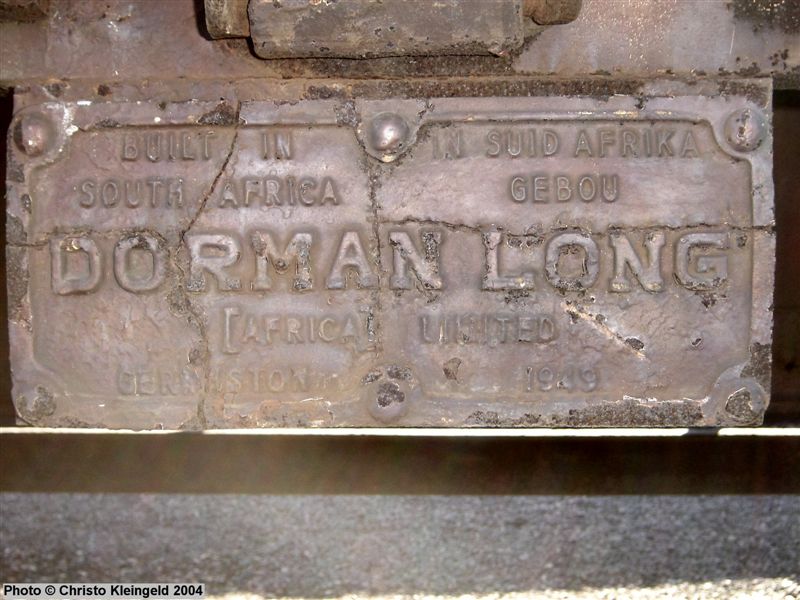 BUILT IN IN SUID AFRIKA
SOUTH AFRICA GEBOU
DORMAN LONG
[AFRICA] LIMITED
GERMISTON 1949
Photo © Christo Kleingeld 2004